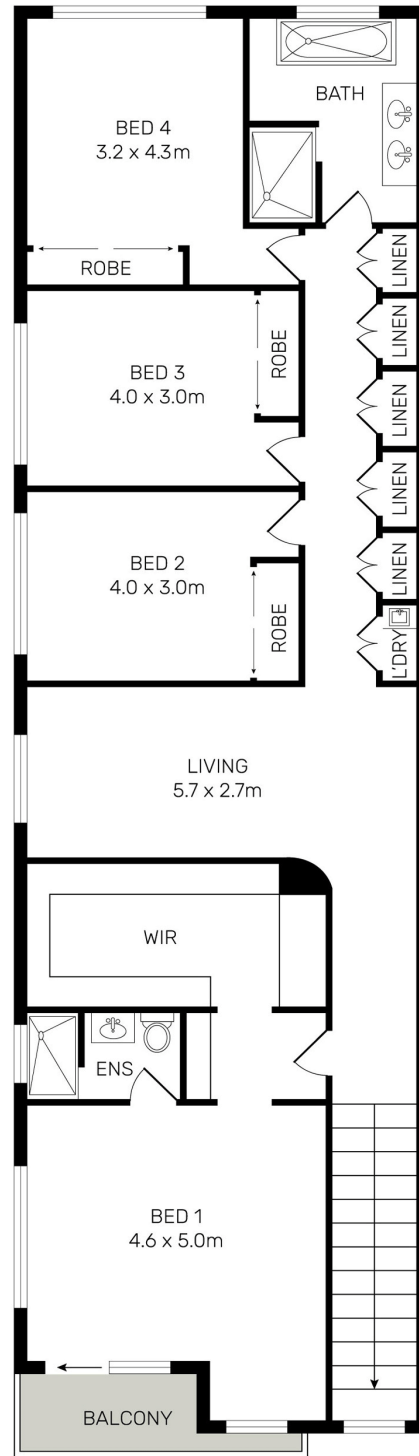 BATH
BED 4
3.2 x 4.3m
ROBE
LINEN
LINEN
BED 3
4.0 x 3.0m
ROBE
LINEN
LINEN
BED 2
4.0 x 3.0m
ROBE
LINEN
L'DRY
LIVING
5.7 x 2.7m
WIR
ENS
BED 1
4.6 x 5.0m
BALCONY